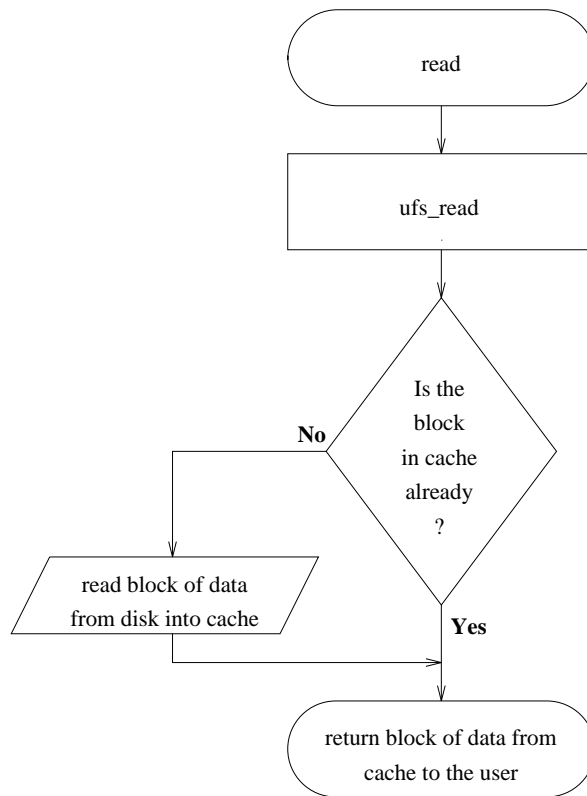 read
ufs_read
Is the
block
in cache
already
?
No
read block of data
from disk into cache
Yes
return block of data from
cache to the user